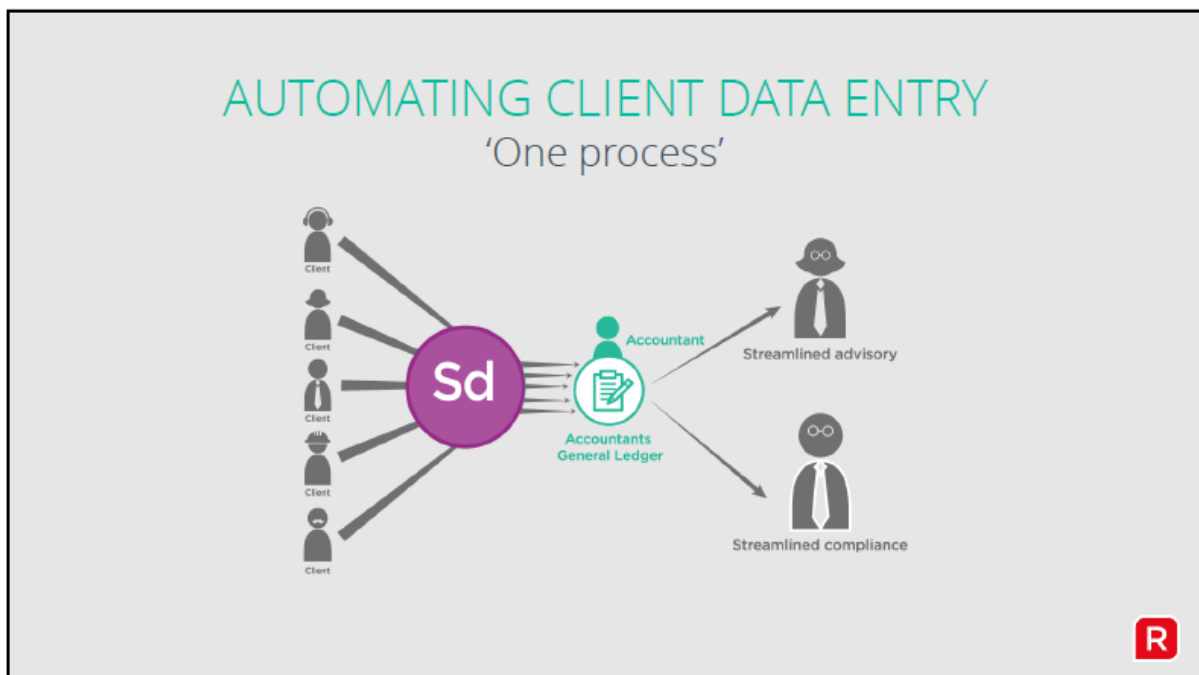 AUTOMATING CLIENT DATA ENTRY
‘One process’
Client
Client
Client
Client
Client
Sd
Accountant
Accountants
General Ledger
Streamlined advisory
Streamlined compliance
R